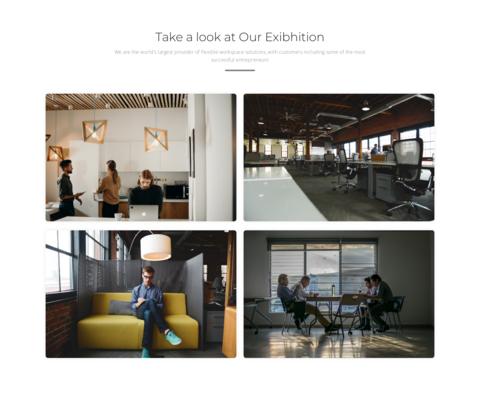 Take a look at Our Exibhition
We are the world's largest provider of flexible workspace solutions, with customers including some of the most
successful entrepreneurs